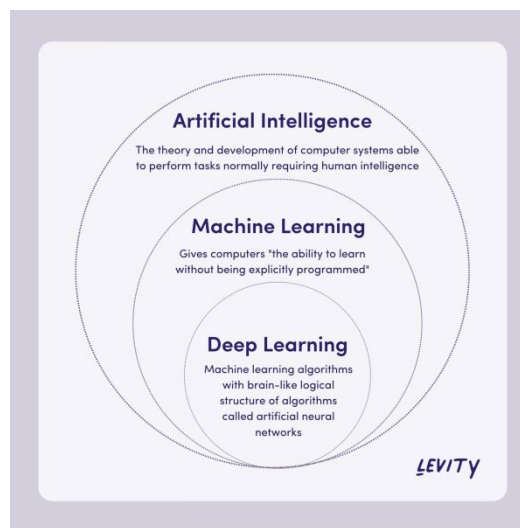 Artificial Intelligence
The theory and development of computer systems able
to perform tasks normally requiring human intelligence
Machine Learning
Gives computers "the ability to learn
without being explicitly programmed"
Deep Learning
Machine learning algorithms
with brain-like logical
structure of algorithms
called artificial neural
networks
LEVITY